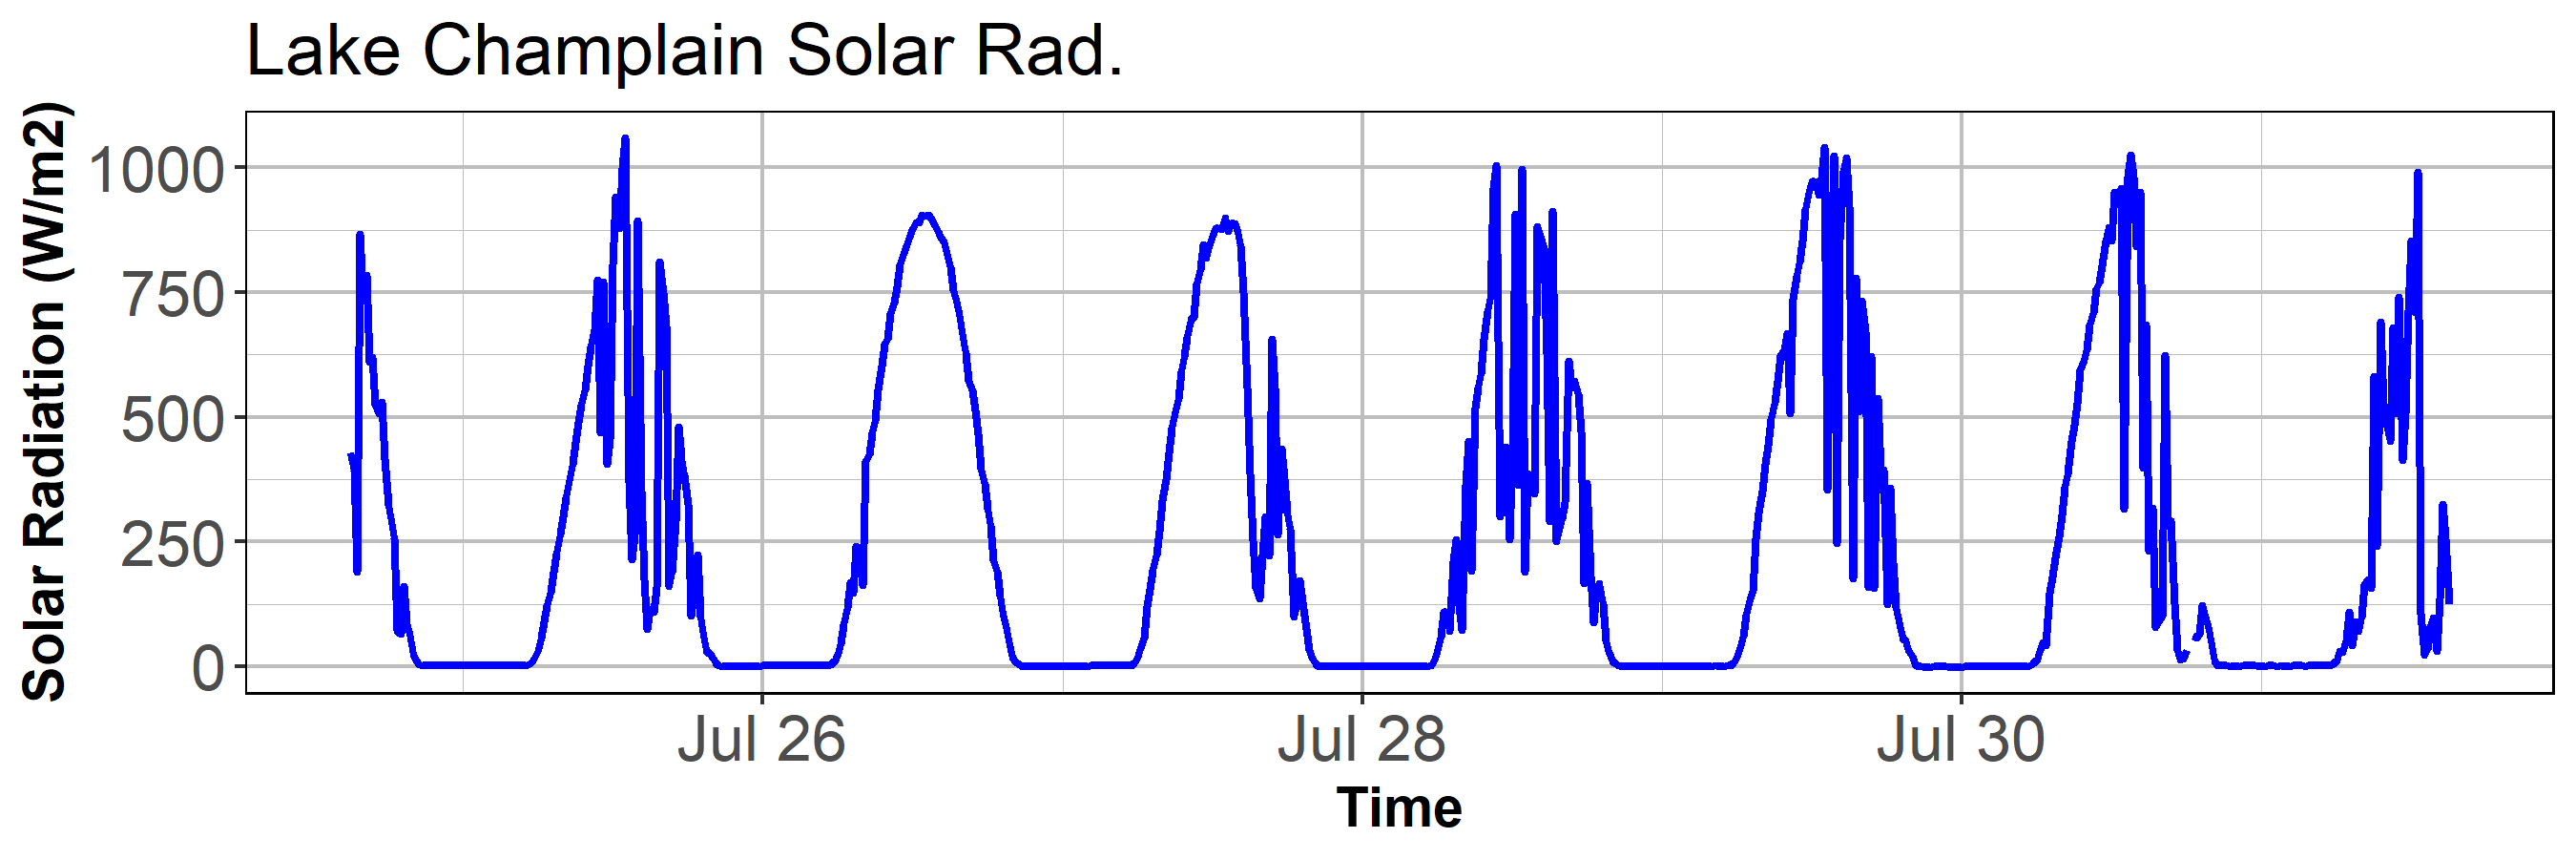 Lake Champlain Solar Rad.
Solar Radiation (W/m2)
1000
750
500
250
0
Jul 26
Jul 28
Jul 30
Time